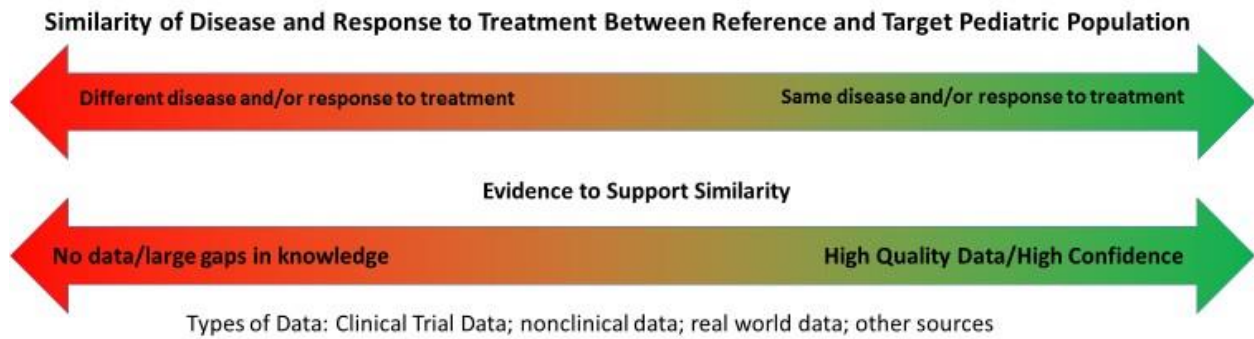 Similarity of Disease and Response to Treatment Between Reference and Target Pediatric Population
Different disease and/or response to treatment
Same disease and/or response to treatment
Evidence to Support Similarity
No data/large gaps in knowledge
High Quality Data/High Confidence
Types of Data: Clinical Trial Data; nonclinical data; real world data; other sources